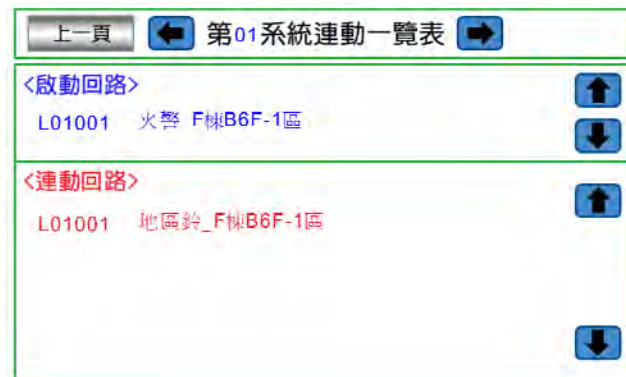 上一頁 第01系統連動一覽表
<啟動回路>
L01001 火警_F棟B6F-1區
<連動回路>
L01001 地區鈴_F棟B6F-1區